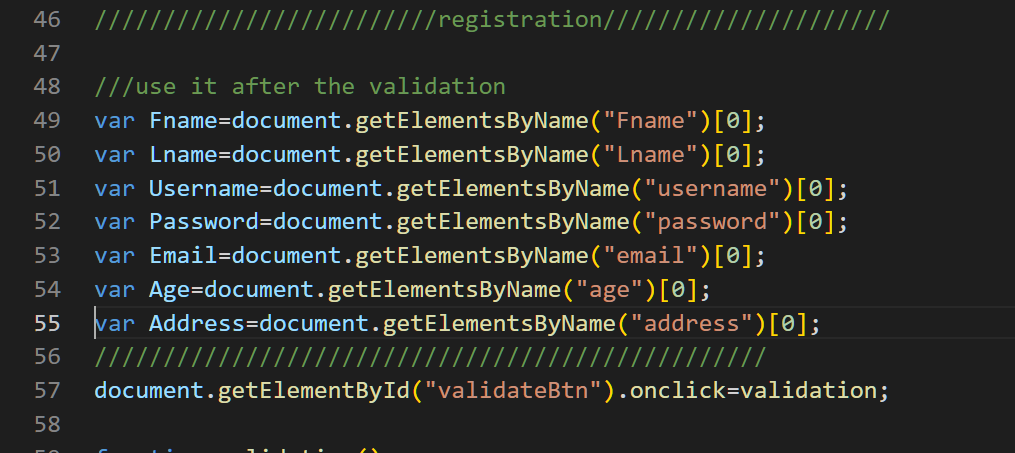 46 /////////////////////////registration/////////////////////
47
48 ///use it after the validation
49 var Fname=document.getElementsByName("Fname")[0];
50 var Lname=document.getElementsByName("Lname")[0];
51 var Username=document.getElementsByName("username")[0];
52 var Password=document.getElementsByName("password")[0];
53 var Email=document.getElementsByName("email")[0];
54 var Age=document.getElementsByName("age")[0];
55 var Address=document.getElementsByName("address")[0];
56 /////////////////////////////////////////////////
57 document.getElementById("validateBtn").onclick=validation;
58